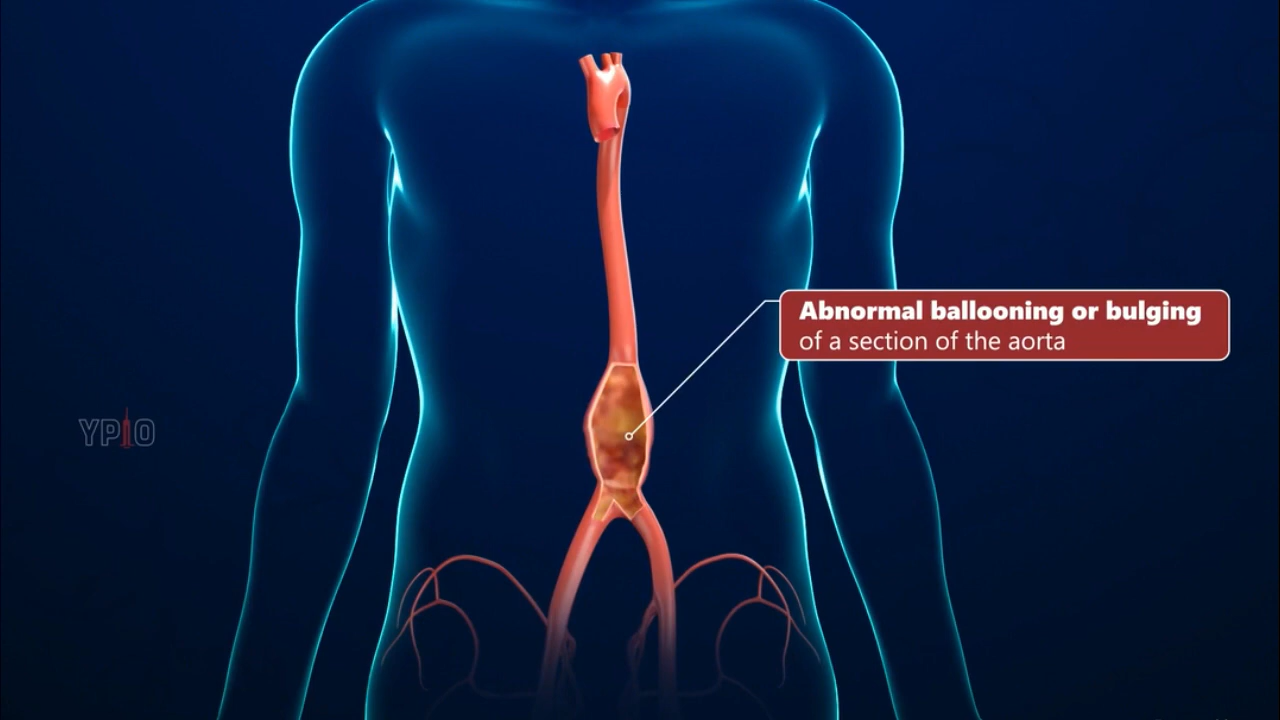 Abnormal ballooning or bulging
of a section of the aorta
YPIO